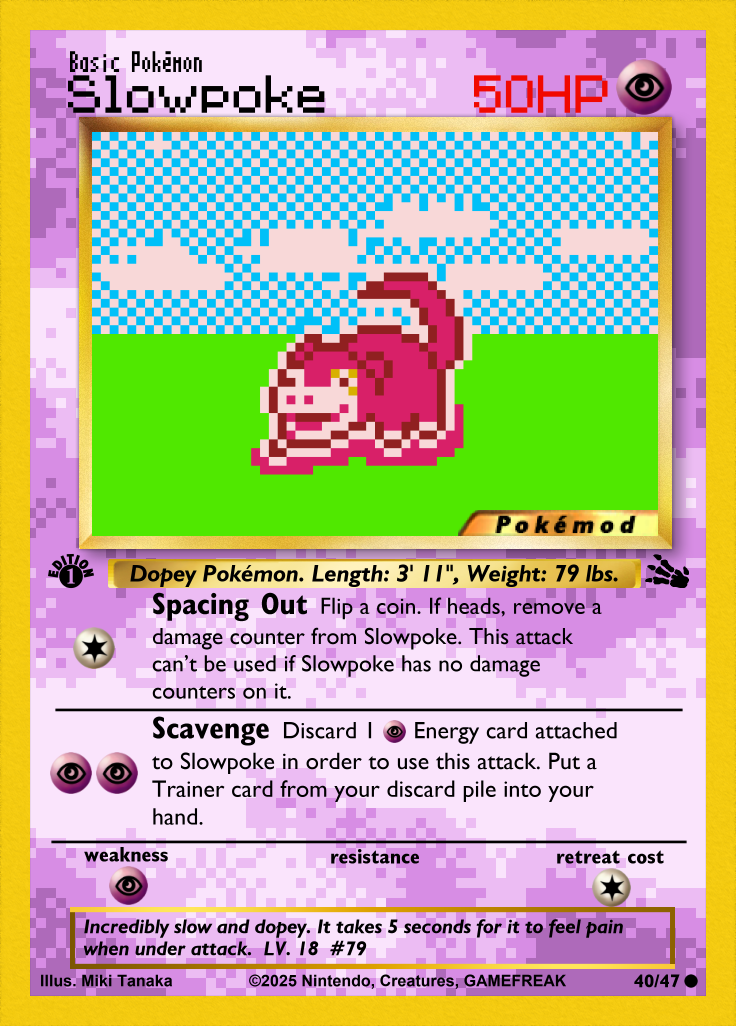 Basic Pokémon
Slowpoke 50HP
Pokémod
EDITION 1
Dopey Pokémon. Length: 3' 11", Weight: 79 lbs.
Spacing Out Flip a coin. If heads, remove a
damage counter from Slowpoke. This attack
can't be used if Slowpoke has no damage
counters on it.
Scavenge Discard 1 Energy card attached
to Slowpoke in order to use this attack. Put a
Trainer card from your discard pile into your
hand.
weakness resistance retreat cost
Incredibly slow and dopey. It takes 5 seconds for it to feel pain
when under attack. LV. 18 #79
Illus. Miki Tanaka ©2025 Nintendo, Creatures, GAMEFREAK 40/47